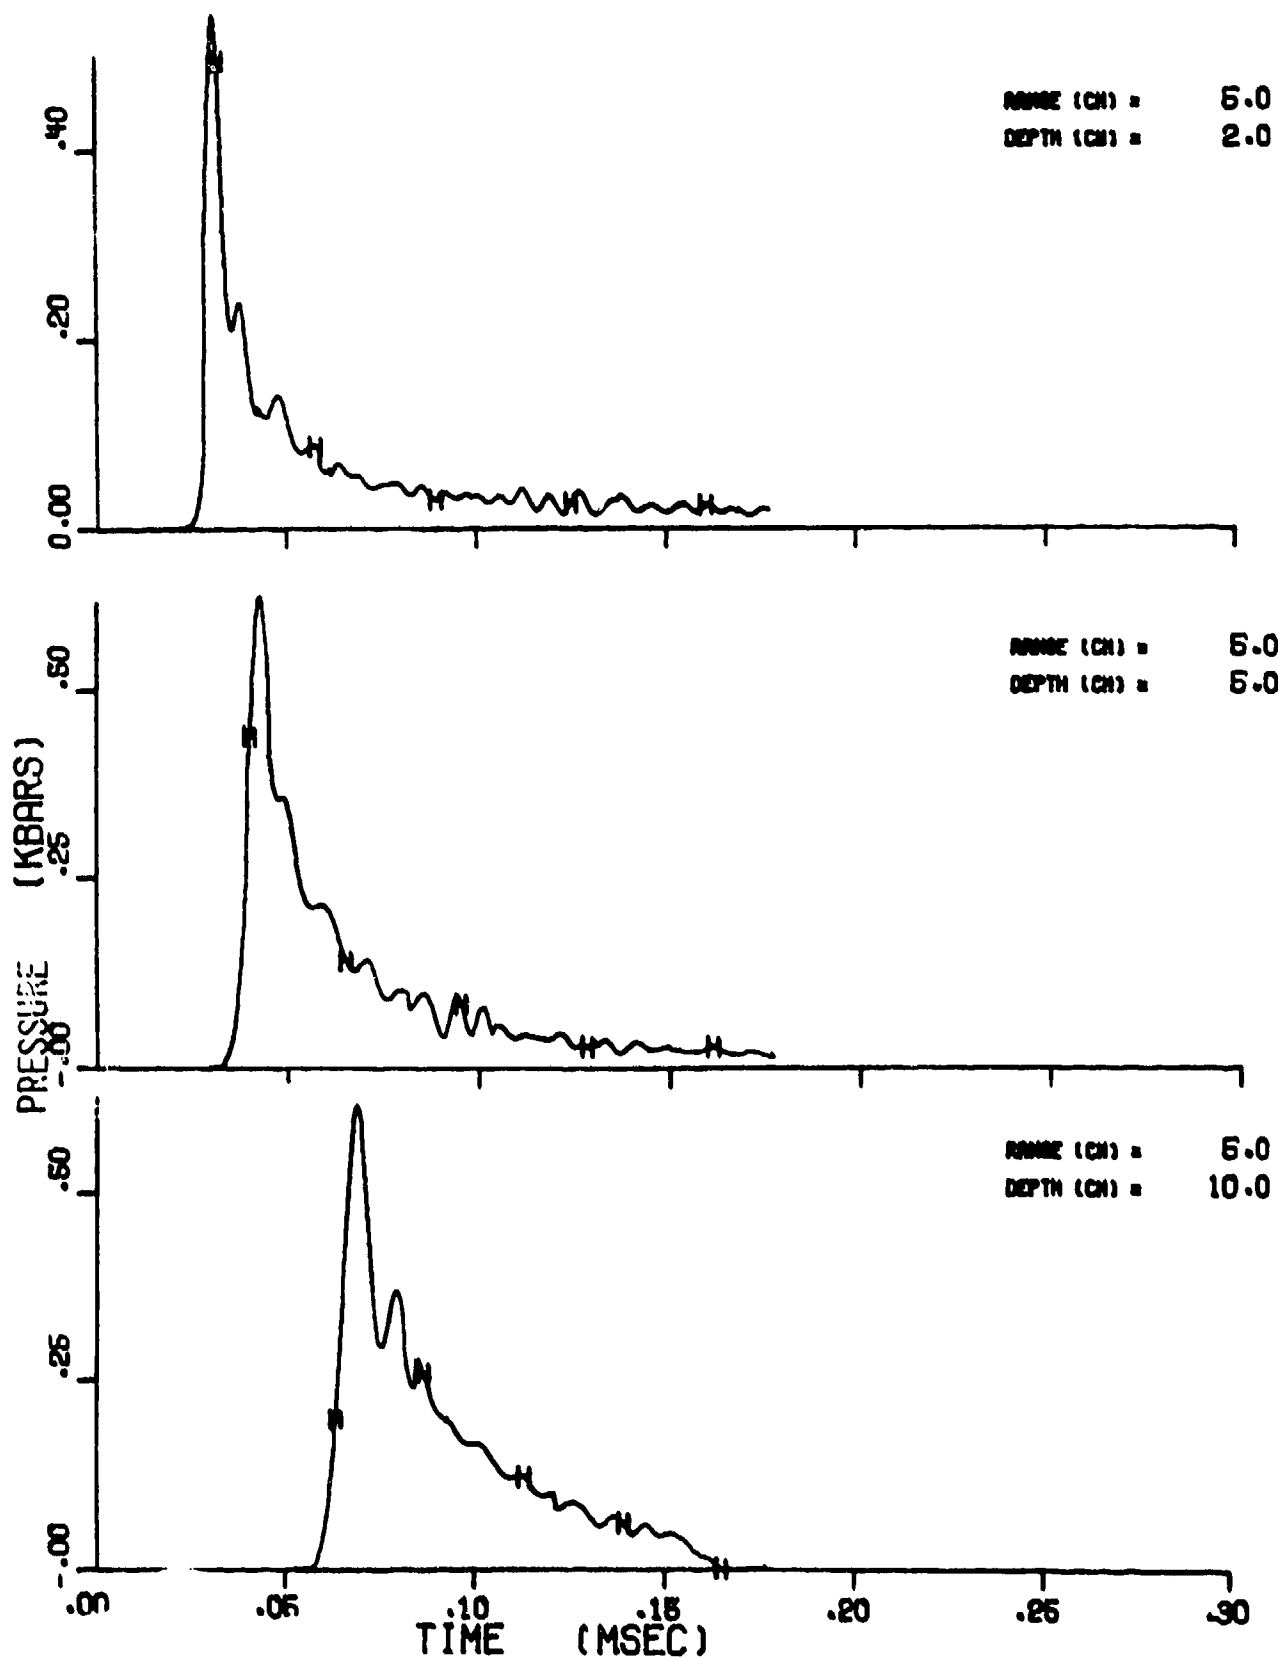 RANGE (CM) = 5.0
DEPTH (CM) = 2.0
.40
.20
0.00
RANGE (CM) = 5.0
DEPTH (CM) = 5.0
.50
.25
-.00
PRESSURE (KBARS)
RANGE (CM) = 5.0
DEPTH (CM) = 10.0
.50
.25
-.00
.00 .05 .10 .15 .20 .25 .30
TIME (MSEC)